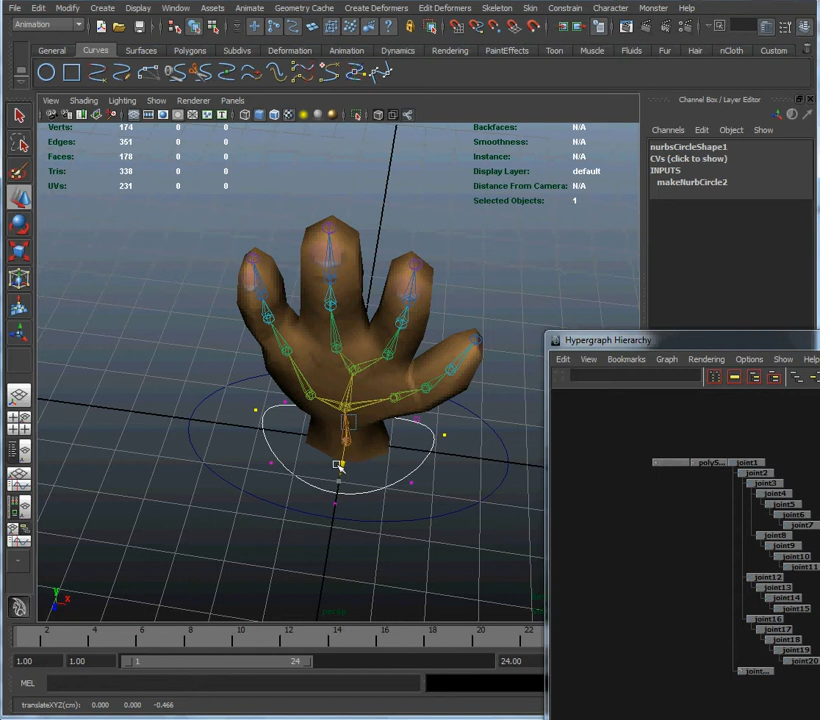 File Edit Modify Create Display Window Assets Animate Geometry Cache Create Deformers Edit Deformers Skeleton Skin Constrain Character Muscle Help
Animation
General Curves Surfaces Polygons Subdivs Deformation Animation Dynamics Rendering PaintEffects Toon Muscle Fluids Fur Hair nCloth Custom
View Shading Lighting Show Renderer Panels
Channel Box / Layer Editor
Channels Edit Object Show
nurbsCircleShape1
CVs (click to show)
INPUTS
makeNurbCircle2
Verts: 174 0 0
Edges: 351 0 0
Faces: 178 0 0
Tris: 338 0 0
UVs: 231 0 0
Backfaces: N/A
Smoothness: N/A
Instance: N/A
Display Layer: default
Distance From Camera: N/A
Selected Objects: 1
Hypergraph Hierarchy
Edit View Bookmarks Graph Rendering Options Show Help
polyS... joint1
joint2
joint3
joint4
joint5
joint6
joint7
joint8
joint9
joint10
joint11
joint12
joint13
joint14
joint15
joint16
joint17
joint18
joint19
joint20
joint...
persp
y
x
z
2 4 6 8 10 12 14 16 18 20 22
1.00 1.00 1 24 24.00
MEL
translateXYZ(cm): 0.000 0.000 -0.466